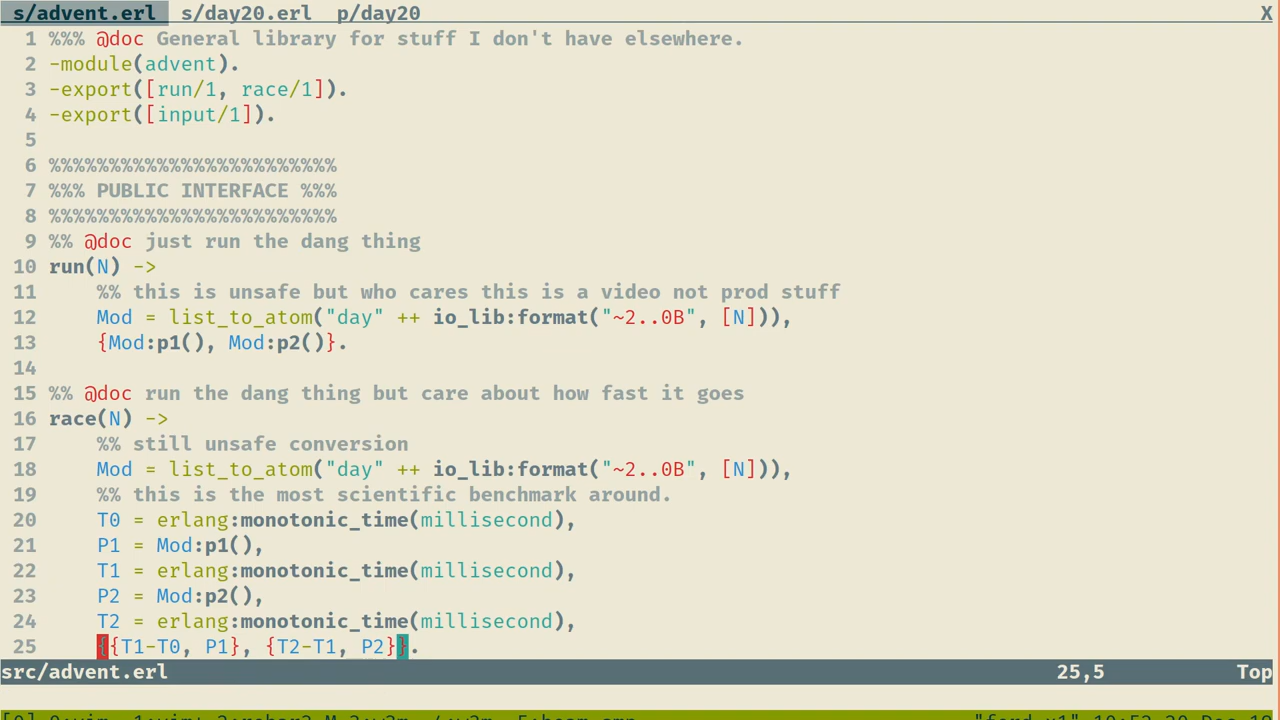 s/advent.erl  s/day20.erl  p/day20 X
1 %%% @doc General library for stuff I don't have elsewhere.
2 -module(advent).
3 -export([run/1, race/1]).
4 -export([input/1]).
5
6 %%%%%%%%%%%%%%%%%%%%%%%%
7 %%% PUBLIC INTERFACE %%%
8 %%%%%%%%%%%%%%%%%%%%%%%%
9 %% @doc just run the dang thing
10 run(N) ->
11     %% this is unsafe but who cares this is a video not prod stuff
12     Mod = list_to_atom("day" ++ io_lib:format("~2..0B", [N])),
13     {Mod:p1(), Mod:p2()}.
14
15 %% @doc run the dang thing but care about how fast it goes
16 race(N) ->
17     %% still unsafe conversion
18     Mod = list_to_atom("day" ++ io_lib:format("~2..0B", [N])),
19     %% this is the most scientific benchmark around.
20     T0 = erlang:monotonic_time(millisecond),
21     P1 = Mod:p1(),
22     T1 = erlang:monotonic_time(millisecond),
23     P2 = Mod:p2(),
24     T2 = erlang:monotonic_time(millisecond),
25     {{T1-T0, P1}, {T2-T1, P2}}.
src/advent.erl 25,5 Top